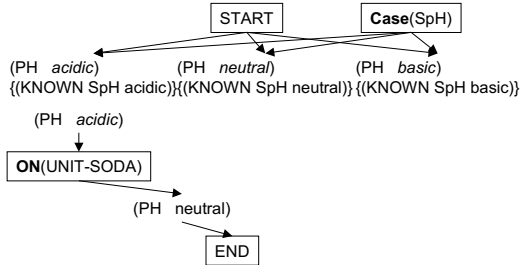 START Case(SpH)
(PH acidic) (PH neutral) (PH basic)
{(KNOWN SpH acidic)}{(KNOWN SpH neutral)} {(KNOWN SpH basic)}
(PH acidic)
ON(UNIT-SODA)
(PH neutral)
END